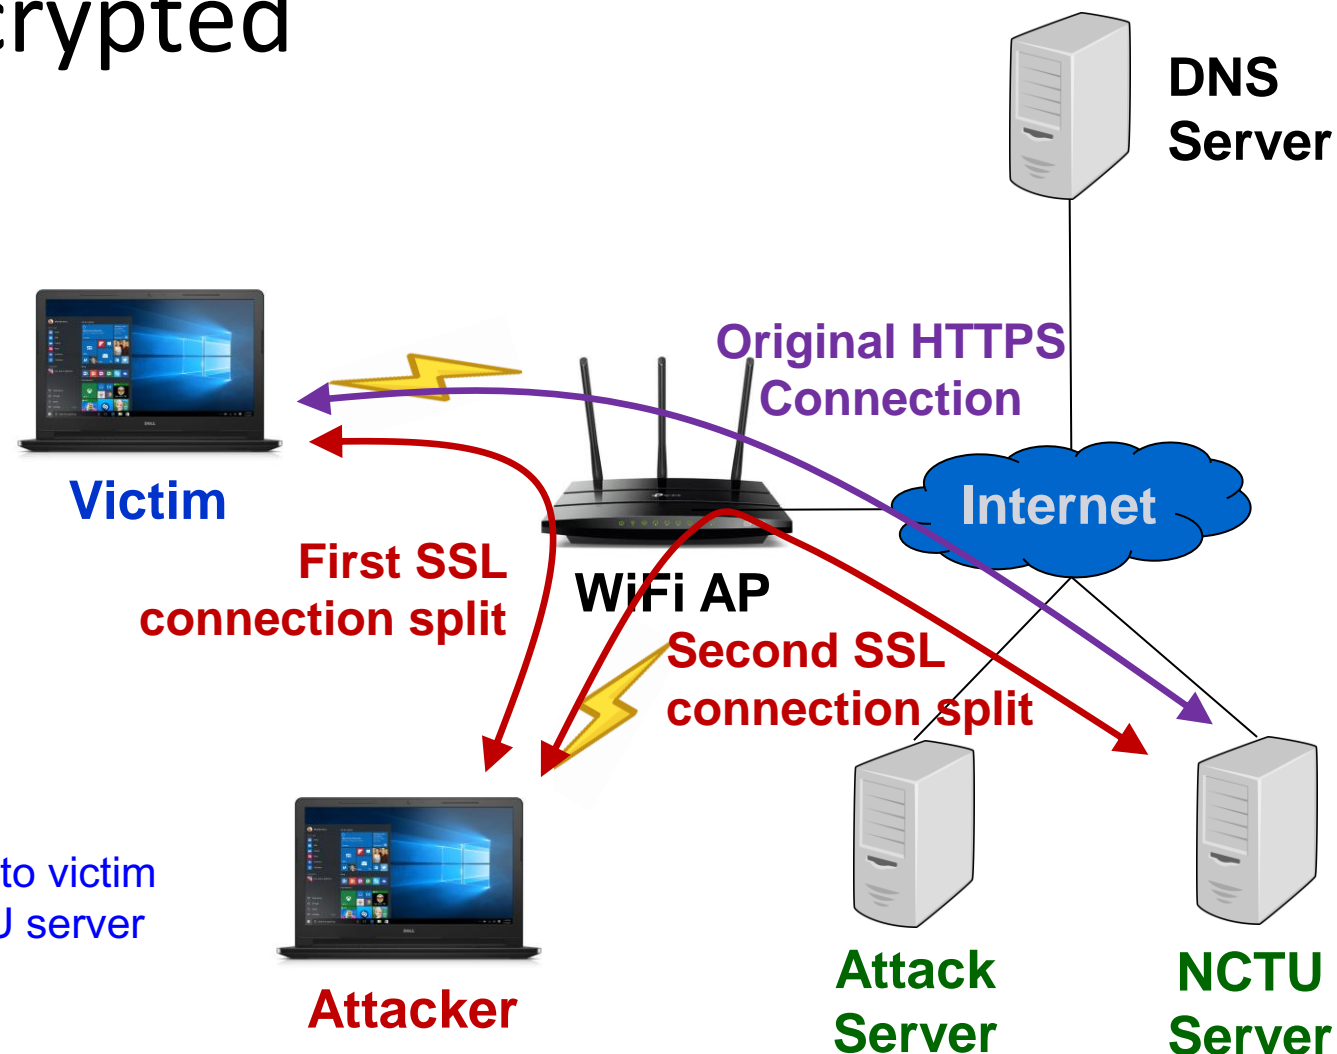 crypted
DNS
Server
Original HTTPS
Connection
Internet
Victim
First SSL
connection split
WiFi AP
Second SSL
connection split
to victim
U server
Attacker
Attack
Server
NCTU
Server